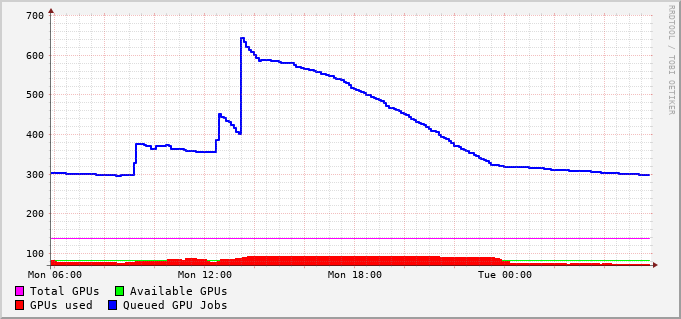 700
RRDTOOL / TOBI OETIKER
600
500
400
300
200
100
Mon 06:00 Mon 12:00 Mon 18:00 Tue 00:00
Total GPUs Available GPUs
GPUs used Queued GPU Jobs